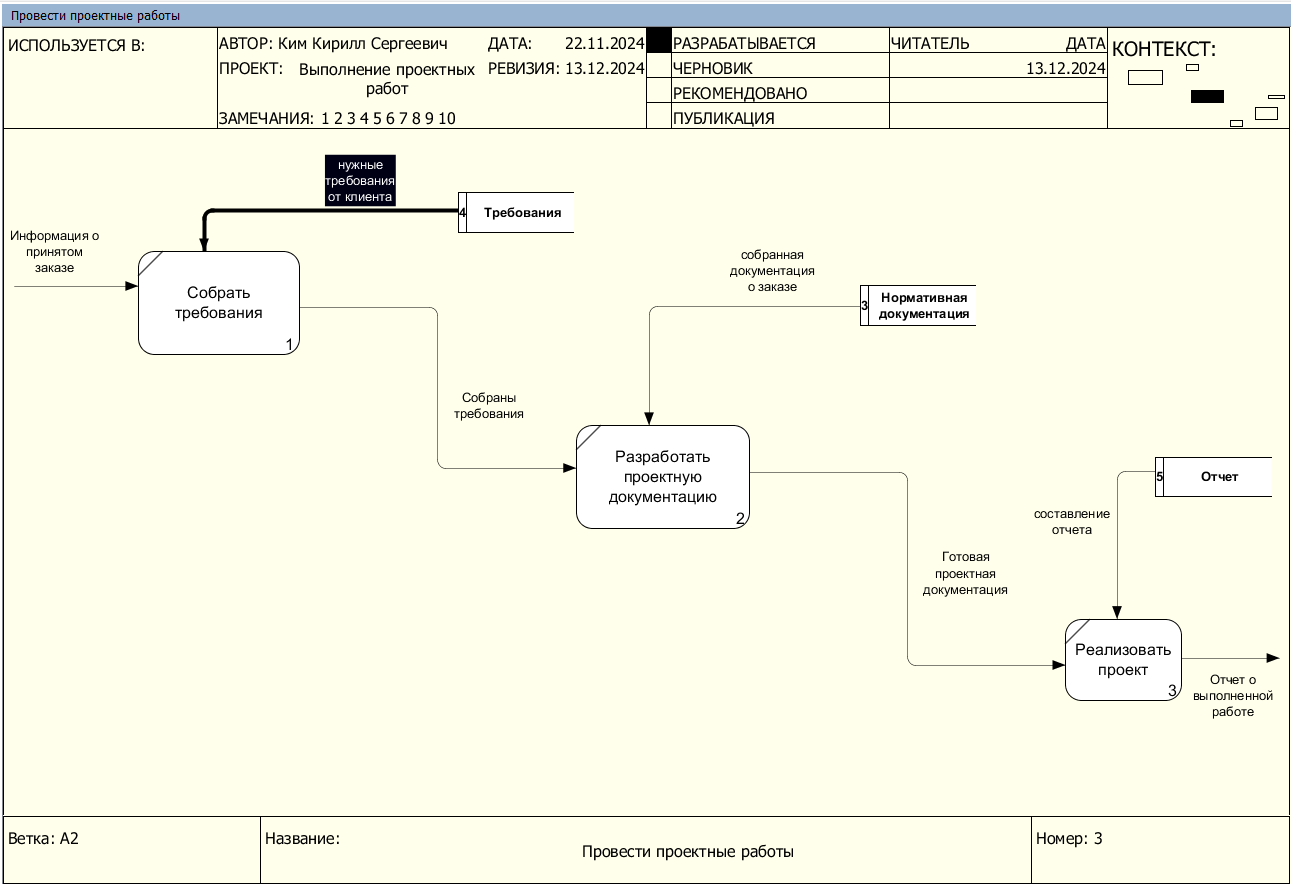 Провести проектные работы
ИСПОЛЬЗУЕТСЯ В:
АВТОР: Ким Кирилл Сергеевич
ДАТА: 22.11.2024
ПРОЕКТ: Выполнение проектных
работ
РЕВИЗИЯ: 13.12.2024
ЗАМЕЧАНИЯ: 1 2 3 4 5 6 7 8 9 10
РАЗРАБАТЫВАЕТСЯ
ЧЕРНОВИК
РЕКОМЕНДОВАНО
ПУБЛИКАЦИЯ
ЧИТАТЕЛЬ ДАТА
13.12.2024
КОНТЕКСТ:
нужные
требования
от клиента
4 Требования
Информация о
принятом
заказе
Собрать
требования
1
собранная
документация
о заказе
3 Нормативная
документация
Собраны
требования
Разработать
проектную
документацию
2
5 Отчет
составление
отчета
Готовая
проектная
документация
Реализовать
проект
3
Отчет о
выполненной
работе
Ветка: A2
Название:
Провести проектные работы
Номер: 3